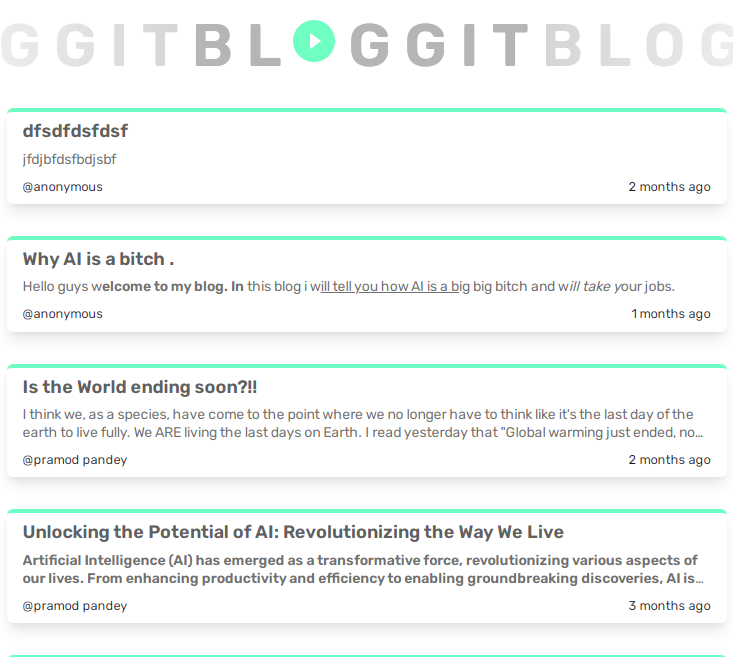 GGITBL GGITBLOG
dfsdfdsfdsf
jfdjbfdsfbdjsbf
@anonymous 2 months ago
Why AI is a bitch .
Hello guys welcome to my blog. In this blog i will tell you how AI is a big big bitch and will take your jobs.
@anonymous 1 months ago
Is the World ending soon?!!
I think we, as a species, have come to the point where we no longer have to think like it's the last day of the
earth to live fully. We ARE living the last days on Earth. I read yesterday that "Global warming just ended, no…
@pramod pandey 2 months ago
Unlocking the Potential of AI: Revolutionizing the Way We Live
Artificial Intelligence (AI) has emerged as a transformative force, revolutionizing various aspects of
our lives. From enhancing productivity and efficiency to enabling groundbreaking discoveries, AI is…
@pramod pandey 3 months ago